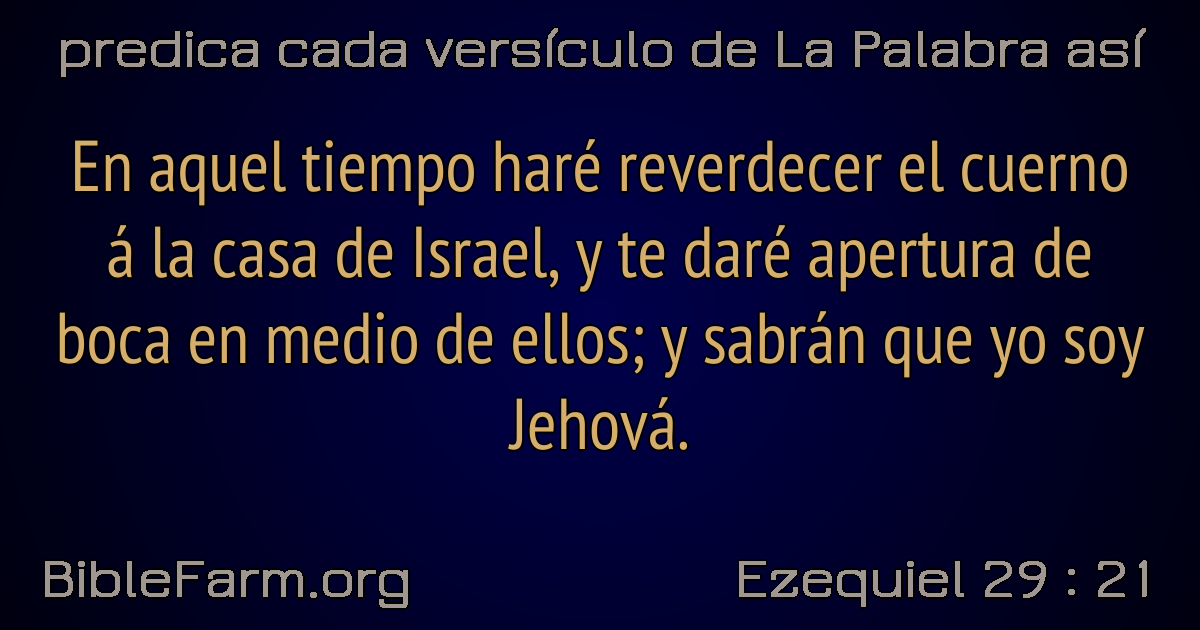 predica cada versículo de La Palabra así
En aquel tiempo haré reverdecer el cuerno
á la casa de Israel, y te daré apertura de
boca en medio de ellos; y sabrán que yo soy
Jehová.
BibleFarm.org
Ezequiel 29 : 21